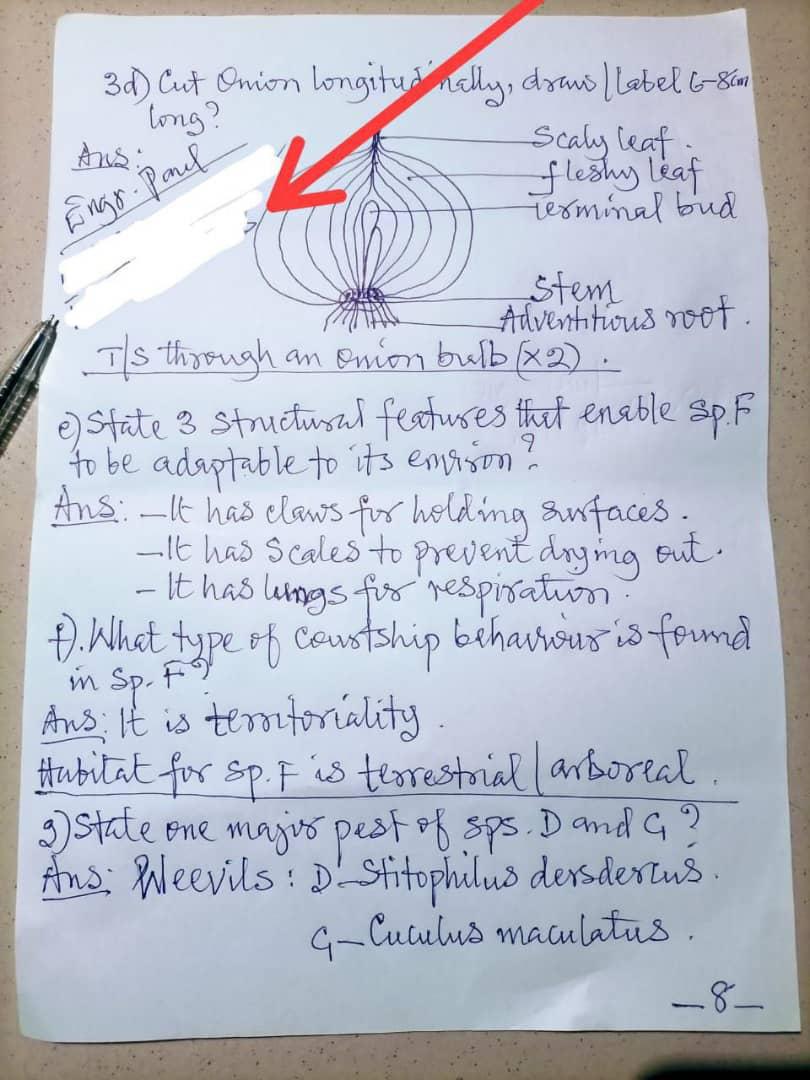 3d) Cut Onion longitudinally, draw/Label 6-8cm
long?
Ans:
Engr. Paul
Scaly leaf.
fleshy leaf
Terminal bud
Stem
Adventitious root.
T/S through an onion bulb (x2).
e) State 3 structural features that enable sp.F
to be adaptable to its environ?
Ans: -It has claws for holding surfaces.
-It has Scales to prevent drying out.
- It has lungs for respiration.
f). What type of courtship behaviour is found
in Sp. F?
Ans: It is territoriality.
Habitat for sp. F is terrestrial/arboreal.
g) State one major pest of sps. D and G?
Ans: Weevils: D-Stitophilus dersdercus.
G-Cuculus maculatus.
-8-